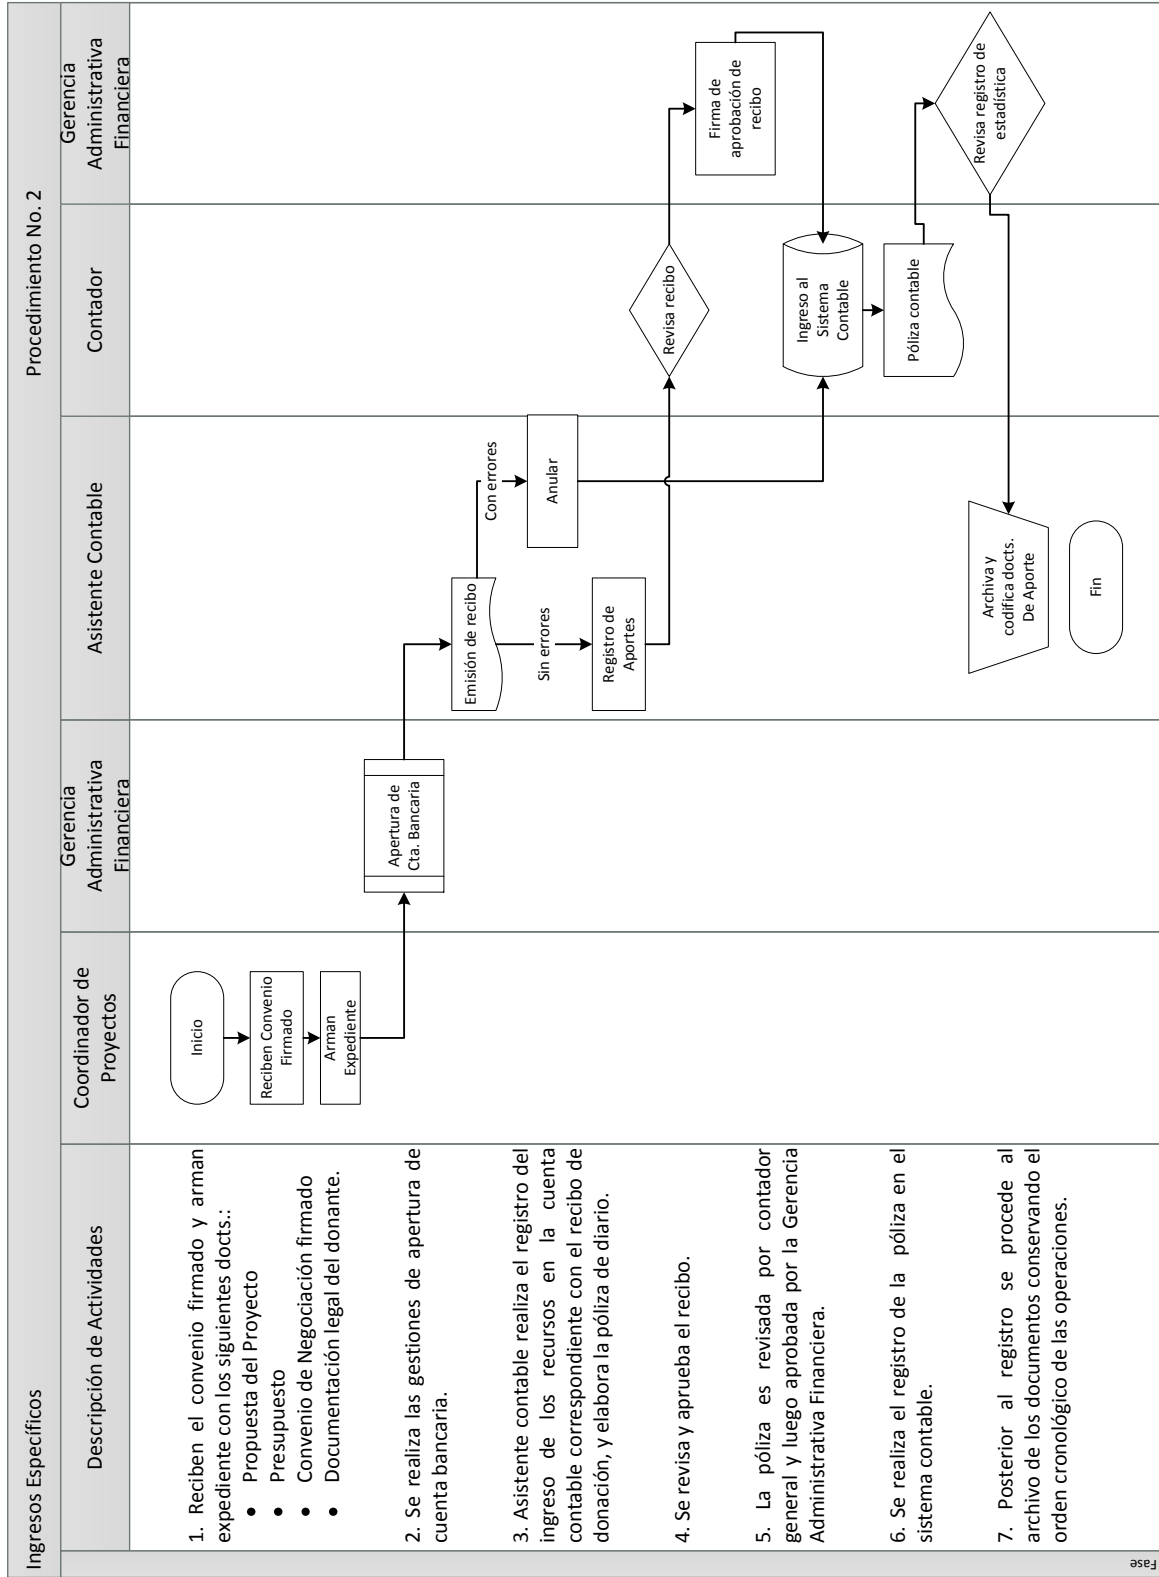 Ingresos Específicos
Procedimiento No. 2
Descripción de Actividades
Coordinador de
Proyectos
Gerencia
Administrativa
Financiera
Asistente Contable
Contador
Gerencia
Administrativa
Financiera
Fase
1. Reciben el convenio firmado y arman
expediente con los siguientes docts.:
● Propuesta del Proyecto
● Presupuesto
● Convenio de Negociación firmado
● Documentación legal del donante.
2. Se realiza las gestiones de apertura de
cuenta bancaria.
3. Asistente contable realiza el registro del
ingreso de los recursos en la cuenta
contable correspondiente con el recibo de
donación, y elabora la póliza de diario.
4. Se revisa y aprueba el recibo.
5. La póliza es revisada por contador
general y luego aprobada por la Gerencia
Administrativa Financiera.
6. Se realiza el registro de la póliza en el
sistema contable.
7. Posterior al registro se procede al
archivo de los documentos conservando el
orden cronológico de las operaciones.
Inicio
Reciben Convenio
Firmado
Arman
Expediente
Apertura de
Cta. Bancaria
Emisión de recibo
Con errores
Anular
Sin errores
Registro de
Aportes
Revisa recibo
Firma de
aprobación de
recibo
Ingreso al
Sistema
Contable
Póliza contable
Revisa registro de
estadística
Archiva y
codifica docts.
De Aporte
Fin